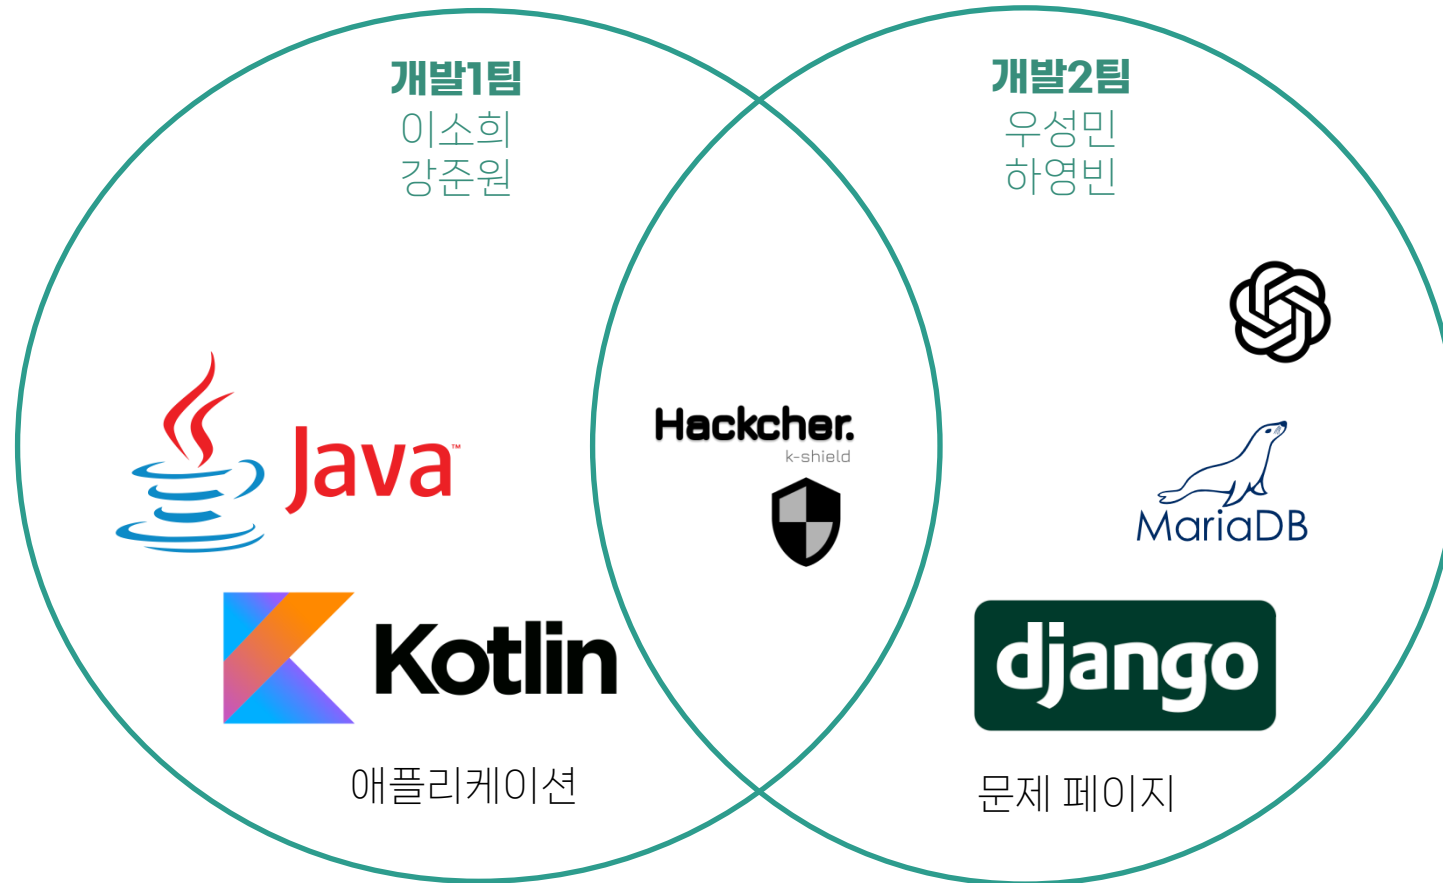 개발1팀
이소희
강준원
Java™
Kotlin
애플리케이션
Hackcher.
k-shield
개발2팀
우성민
하영빈
MariaDB
django
문제 페이지